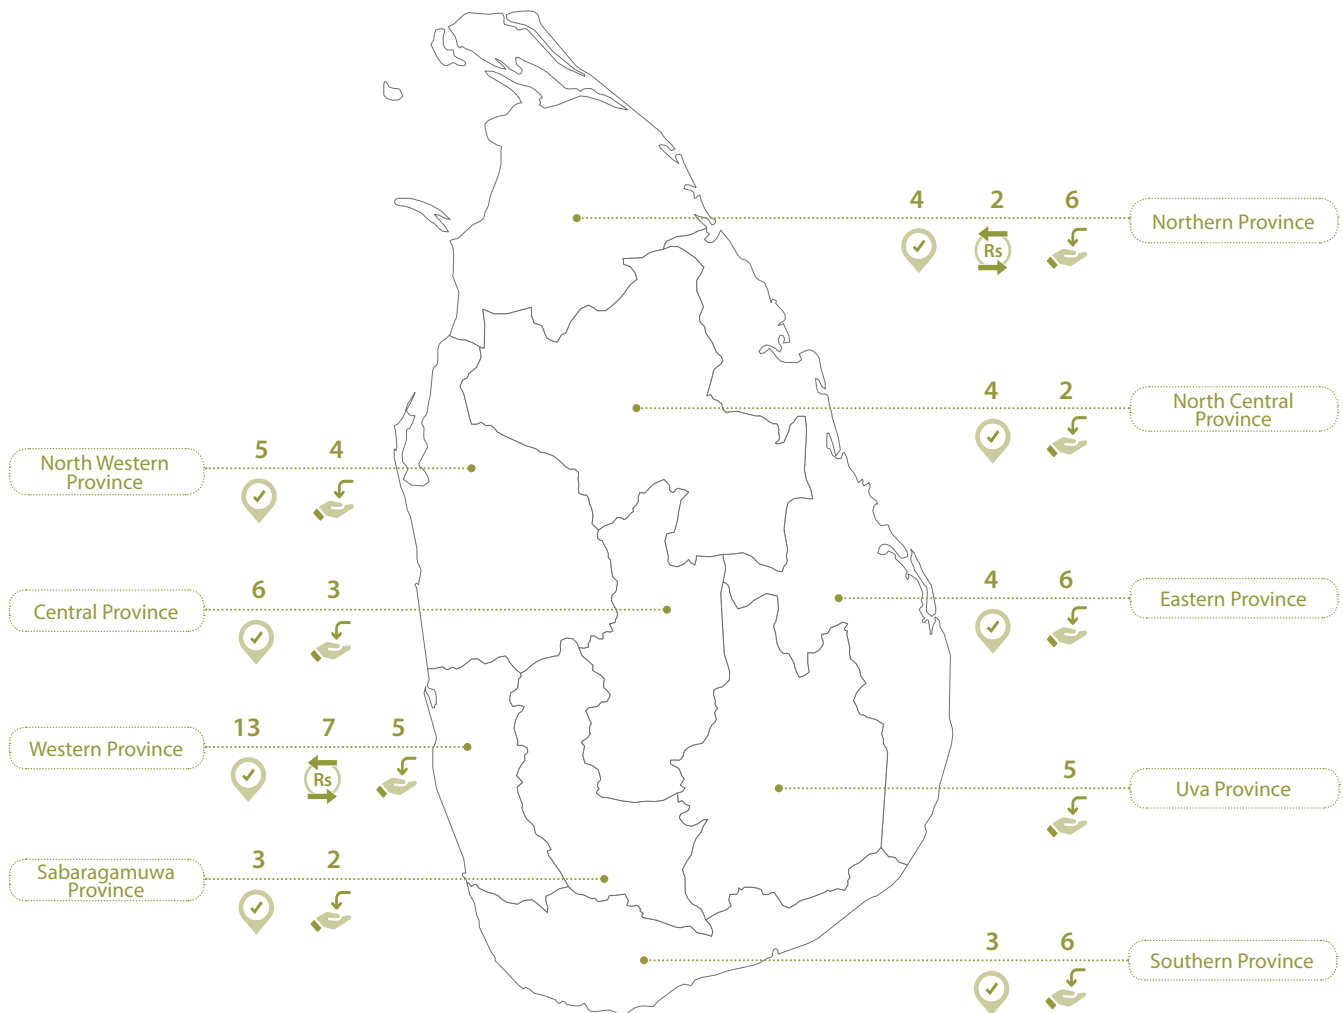 4 2 6
Northern Province
Rs
4 2
North Central
Province
5 4
North Western
Province
6 3
Central Province
4 6
Eastern Province
13 7 5
Western Province
Rs
5
Uva Province
3 2
Sabaragamuwa
Province
3 6
Southern Province